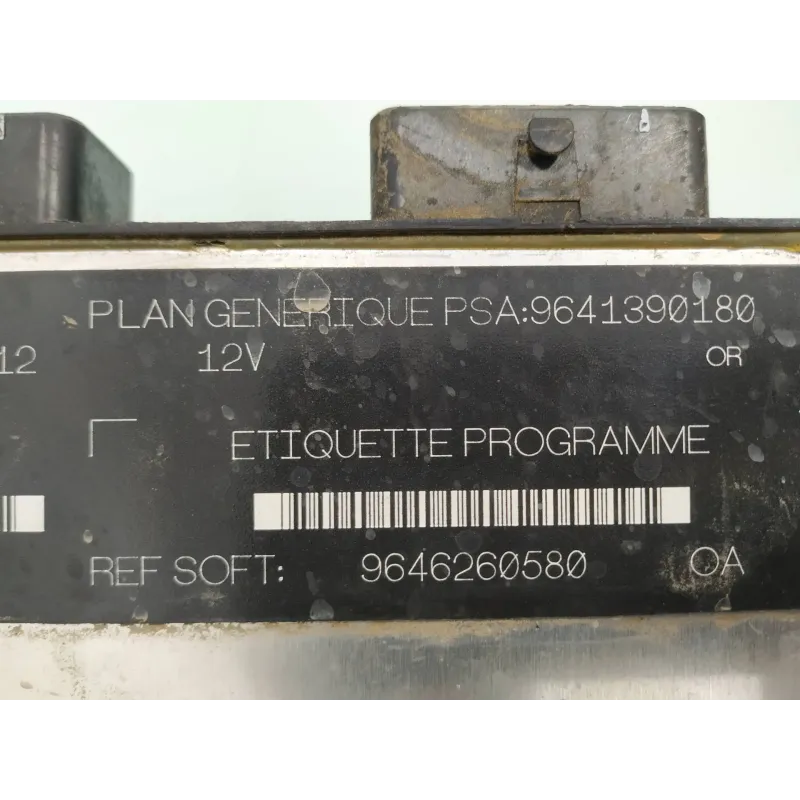 PLAN GENERIQUE PSA:9641390180
12 12V OR
ETIQUETTE PROGRAMME
REF SOFT: 9646260580 OA